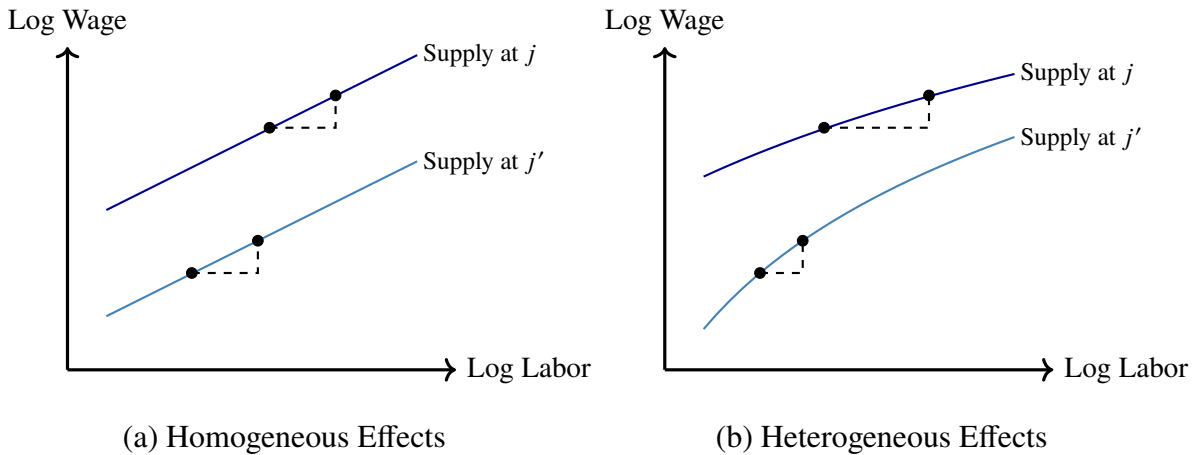 Log Wage
Supply at j
Supply at j′
Log Labor
(a) Homogeneous Effects
Log Wage
Supply at j
Supply at j′
Log Labor
(b) Heterogeneous Effects